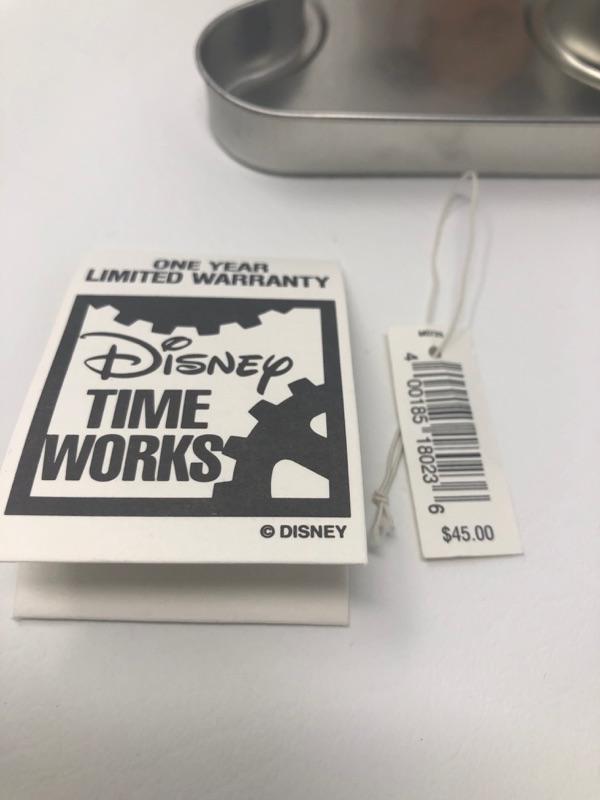 ONE YEAR
LIMITED WARRANTY
DISNEY
TIME
WORKS
© DISNEY
4 00185 18023 6
$45.00